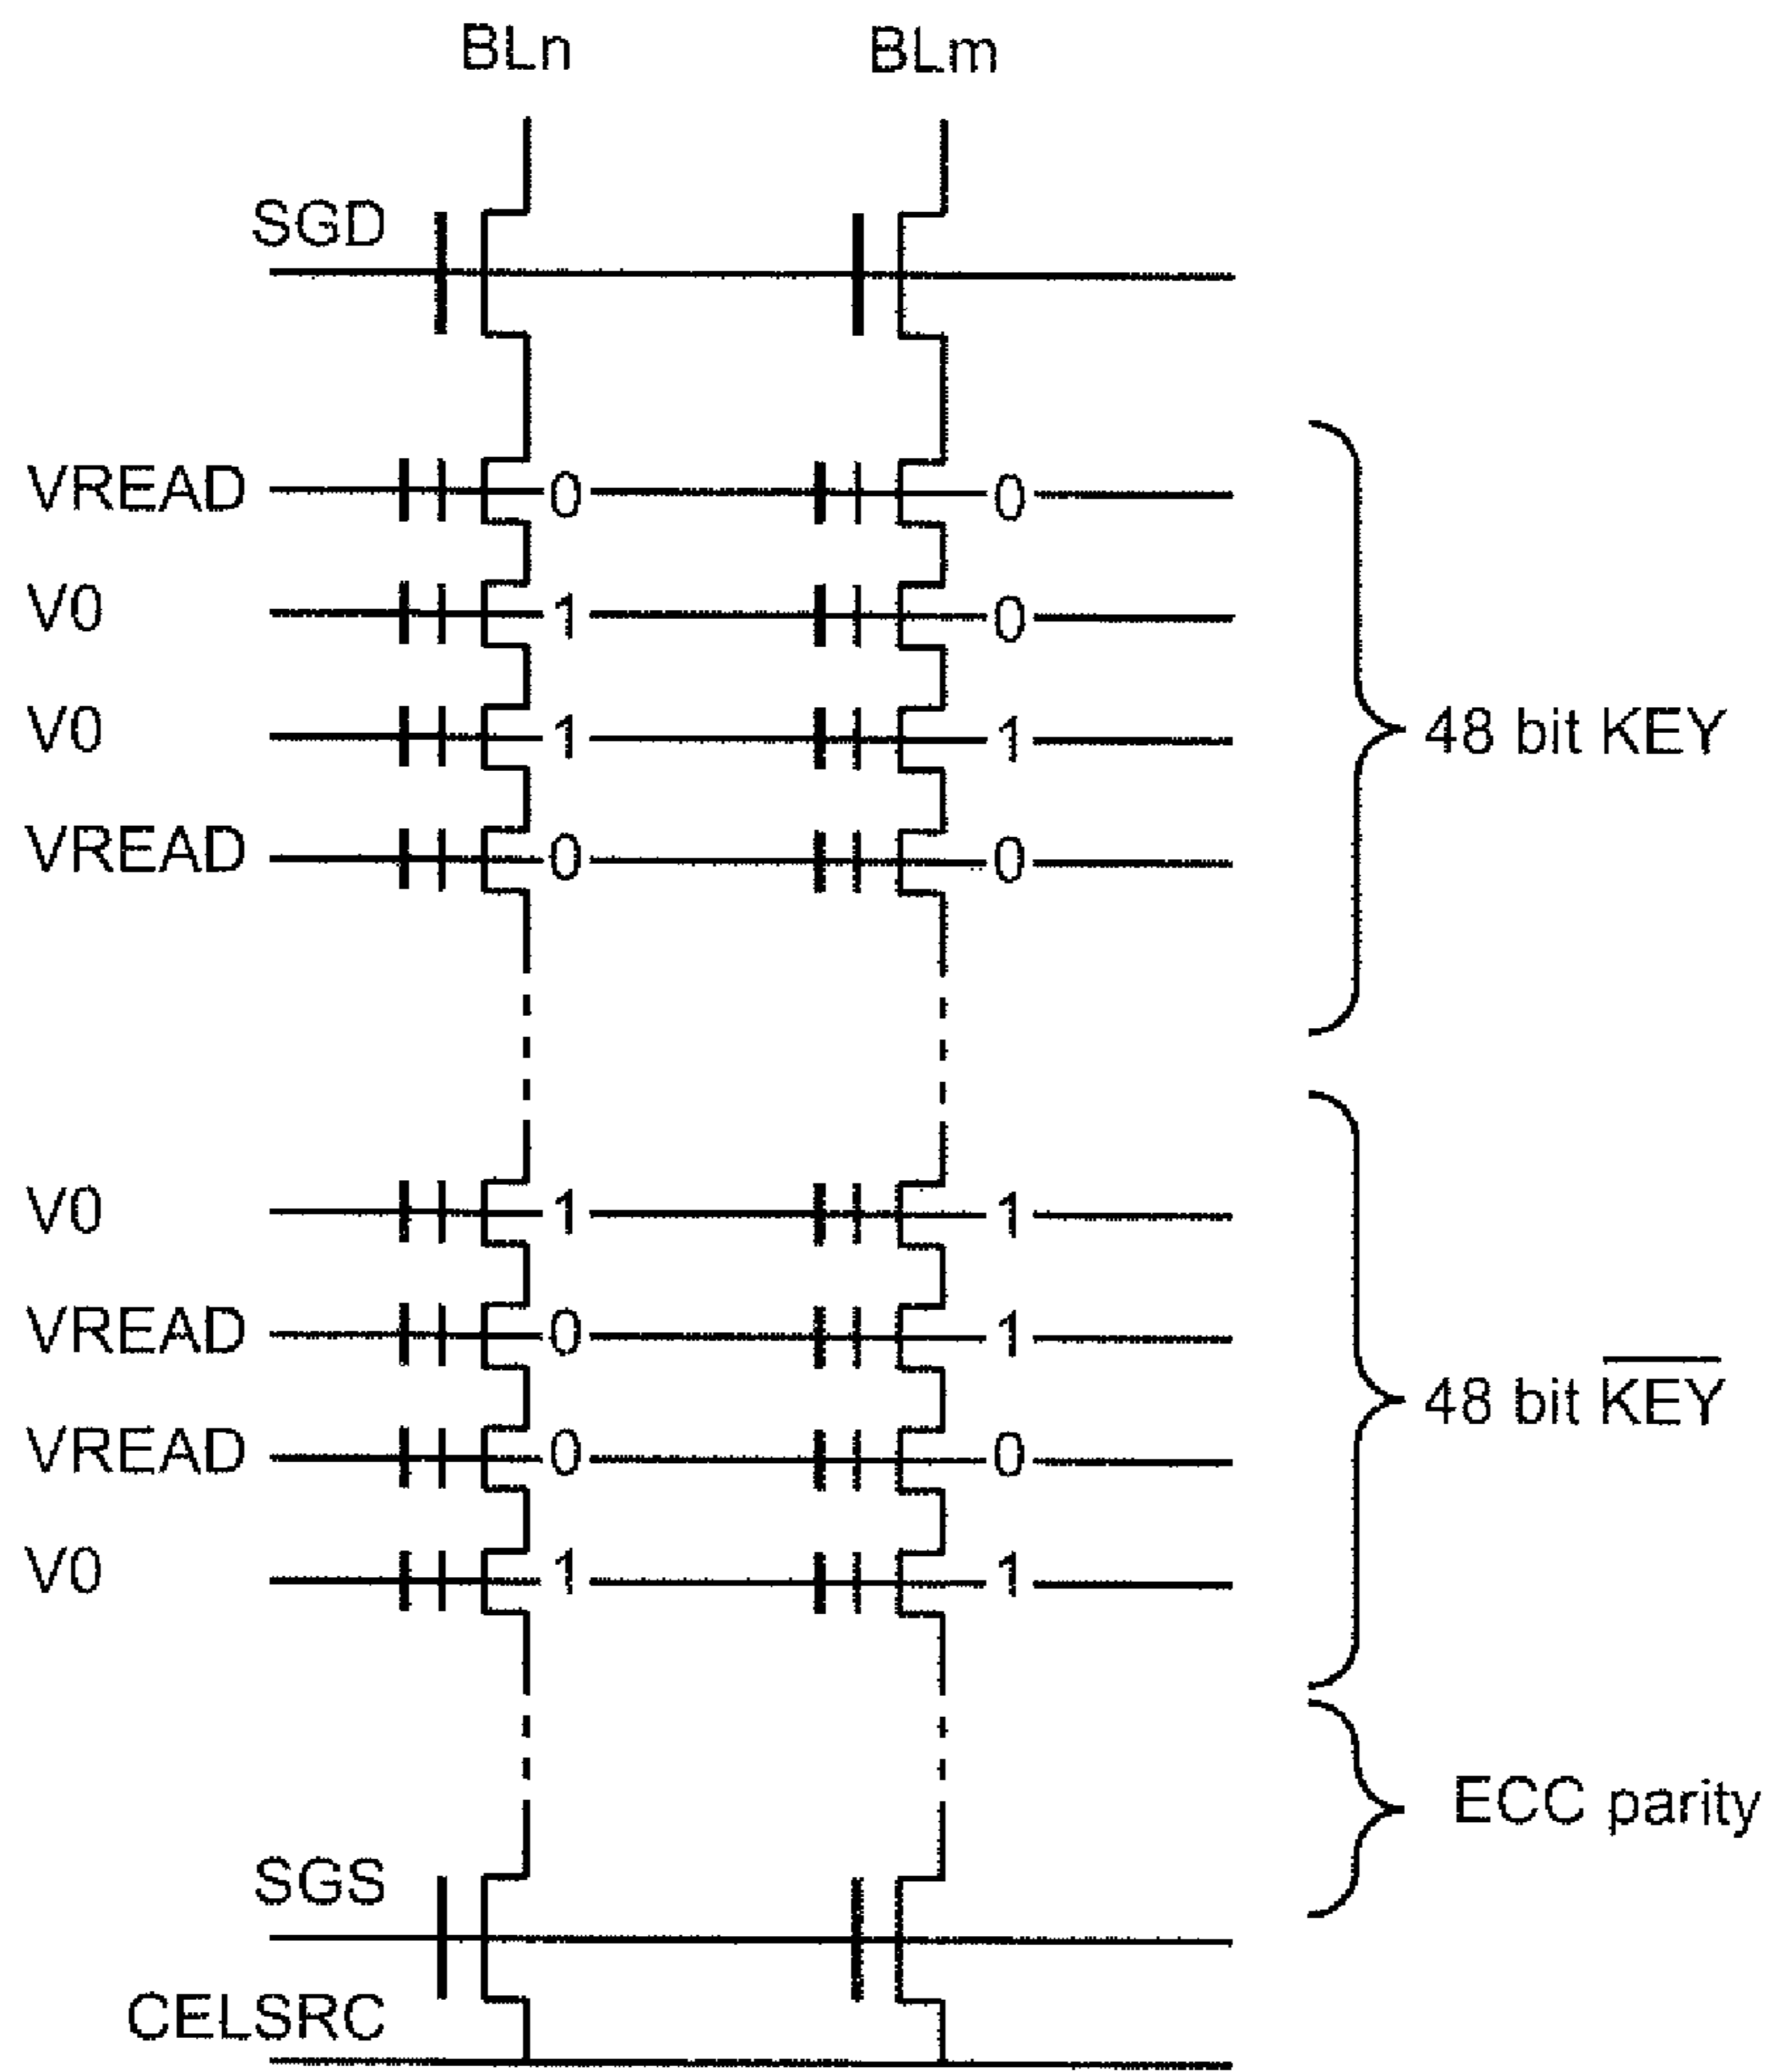 BLn BLm
SGD
VREAD 0 0
V0 1 0
V0 1 1 48 bit KEY
VREAD 0 0
V0 1 1
VREAD 0 1
48 bit K̅E̅Y̅
VREAD 0 0
V0 1 1
ECC parity
SGS
CELSRC